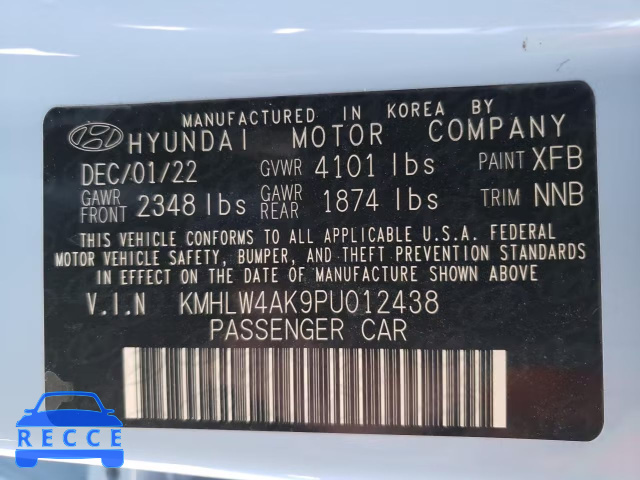 MANUFACTURED IN KOREA BY
HYUNDAI MOTOR COMPANY
DEC/01/22 GVWR 4101 lbs PAINT XFB
GAWR FRONT 2348 lbs GAWR REAR 1874 lbs TRIM NNB
THIS VEHICLE CONFORMS TO ALL APPLICABLE U.S.A. FEDERAL
MOTOR VEHICLE SAFETY, BUMPER, AND THEFT PREVENTION STANDARDS
IN EFFECT ON THE DATE OF MANUFACTURE SHOWN ABOVE
V.I.N KMHLW4AK9PU012438
PASSENGER CAR
RECCE